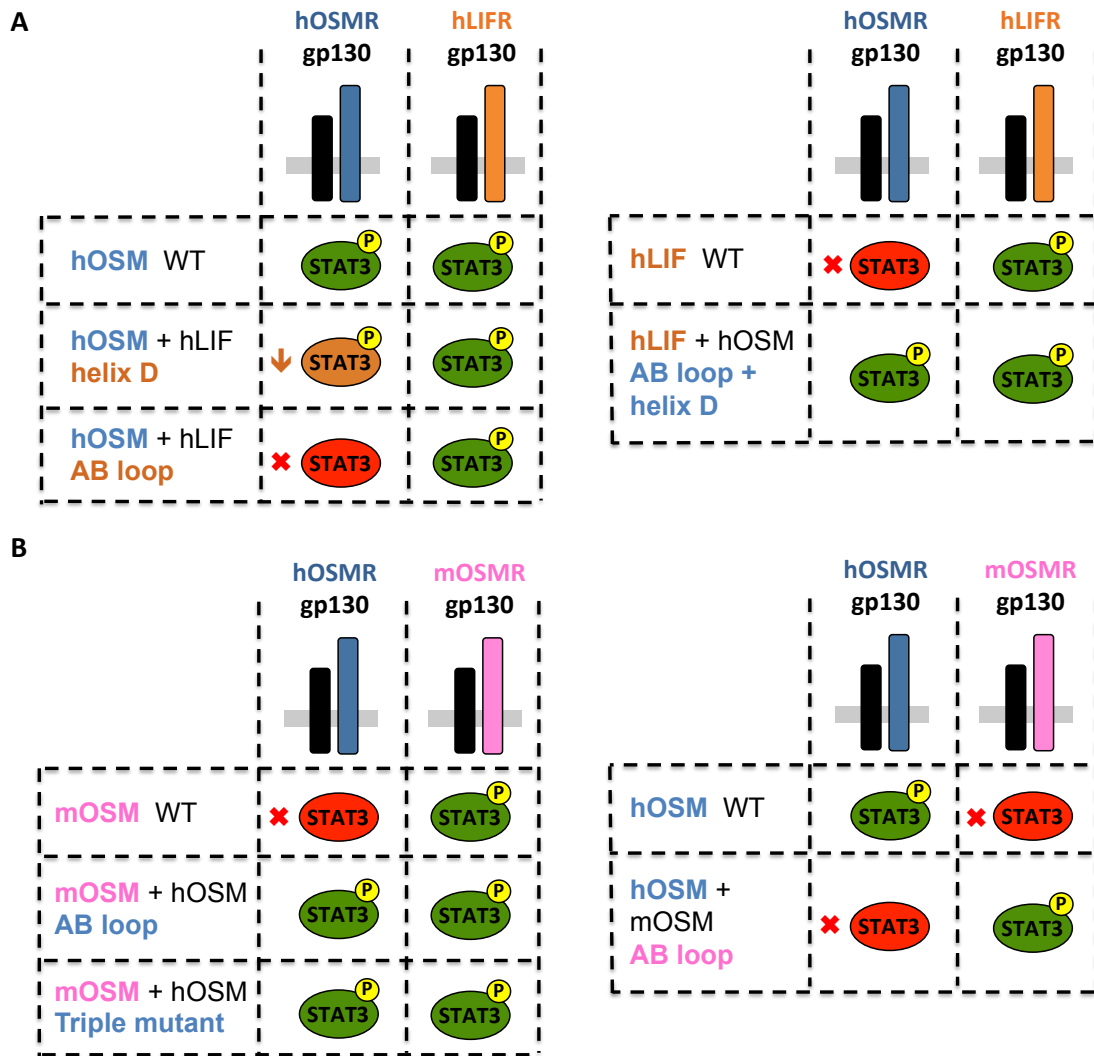 A
hOSMR hLIFR
gp130 gp130
hOSM WT STAT3 P STAT3 P
hOSM + hLIF
helix D STAT3 P STAT3 P
hOSM + hLIF
AB loop STAT3 STAT3 P
hOSMR hLIFR
gp130 gp130
hLIF WT STAT3 STAT3 P
hLIF + hOSM
AB loop + STAT3 P STAT3 P
helix D
B
hOSMR mOSMR
gp130 gp130
mOSM WT STAT3 STAT3 P
mOSM + hOSM
AB loop STAT3 P STAT3 P
mOSM + hOSM
Triple mutant STAT3 P STAT3 P
hOSMR mOSMR
gp130 gp130
hOSM WT STAT3 P STAT3
hOSM +
mOSM STAT3 STAT3 P
AB loop